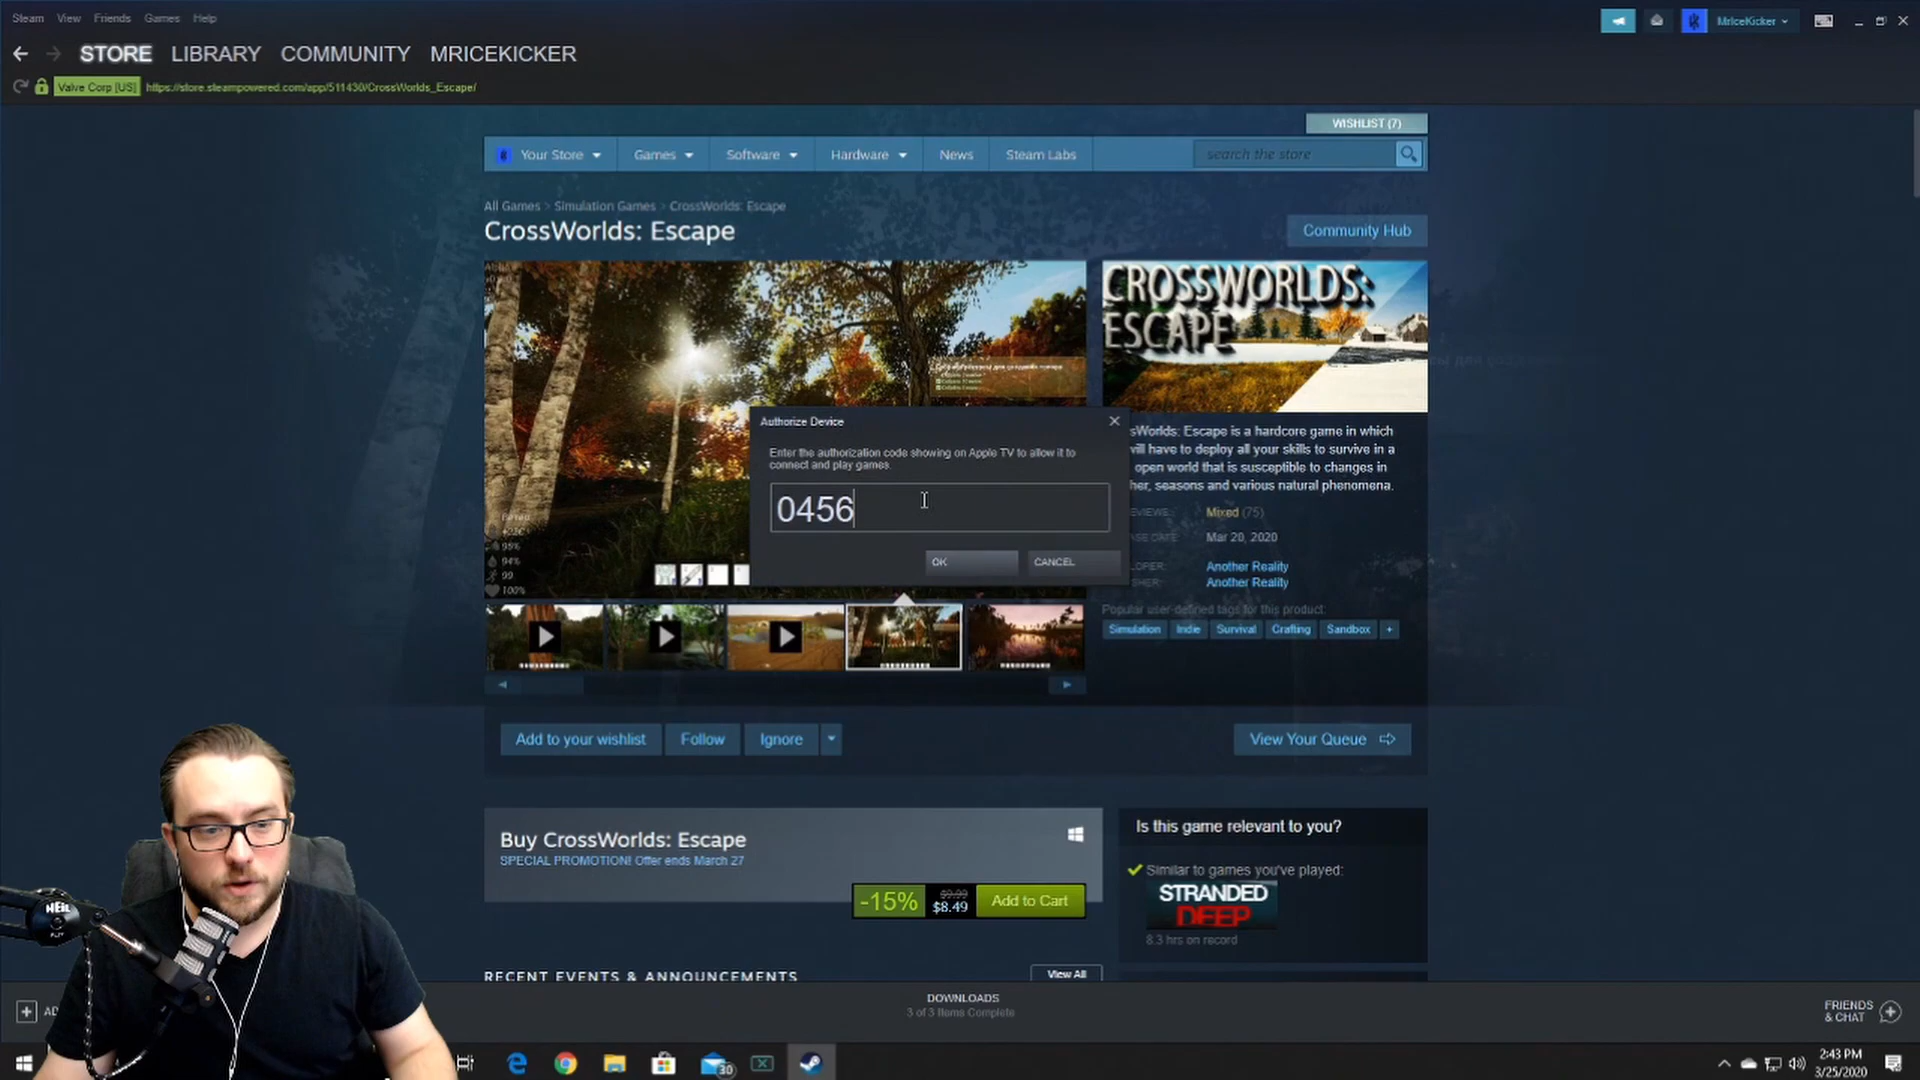 Steam View Friends Games Help
MrIceKicker
STORE LIBRARY COMMUNITY MRICEKICKER
Valve Corp [US] https://store.steampowered.com/app/511430/CrossWorlds_Escape/
WISHLIST (7)
Your Store Games Software Hardware News Steam Labs search the store
All Games > Simulation Games > CrossWorlds: Escape
CrossWorlds: Escape
Community Hub
CROSSWORLDS:
ESCAPE
Authorize Device
Enter the authorization code showing on Apple TV to allow it to
connect and play games.
0456
OK CANCEL
sWorlds: Escape is a hardcore game in which
will have to deploy all your skills to survive in a
open world that is susceptible to changes in
her, seasons and various natural phenomena.
Mixed (75)
Mar 20, 2020
Another Reality
Another Reality
95%
94%
99
100%
Popular user-defined tags for this product:
Simulation Indie Survival Crafting Sandbox +
Add to your wishlist Follow Ignore
View Your Queue
Buy CrossWorlds: Escape
SPECIAL PROMOTION! Offer ends March 27
-15% $9.99 $8.49 Add to Cart
Is this game relevant to you?
Similar to games you've played:
STRANDED
DEEP
8.3 hrs on record
RECENT EVENTS & ANNOUNCEMENTS
View All
DOWNLOADS
3 of 3 Items Complete
FRIENDS
& CHAT
HEIL
30
2:43 PM
3/25/2020